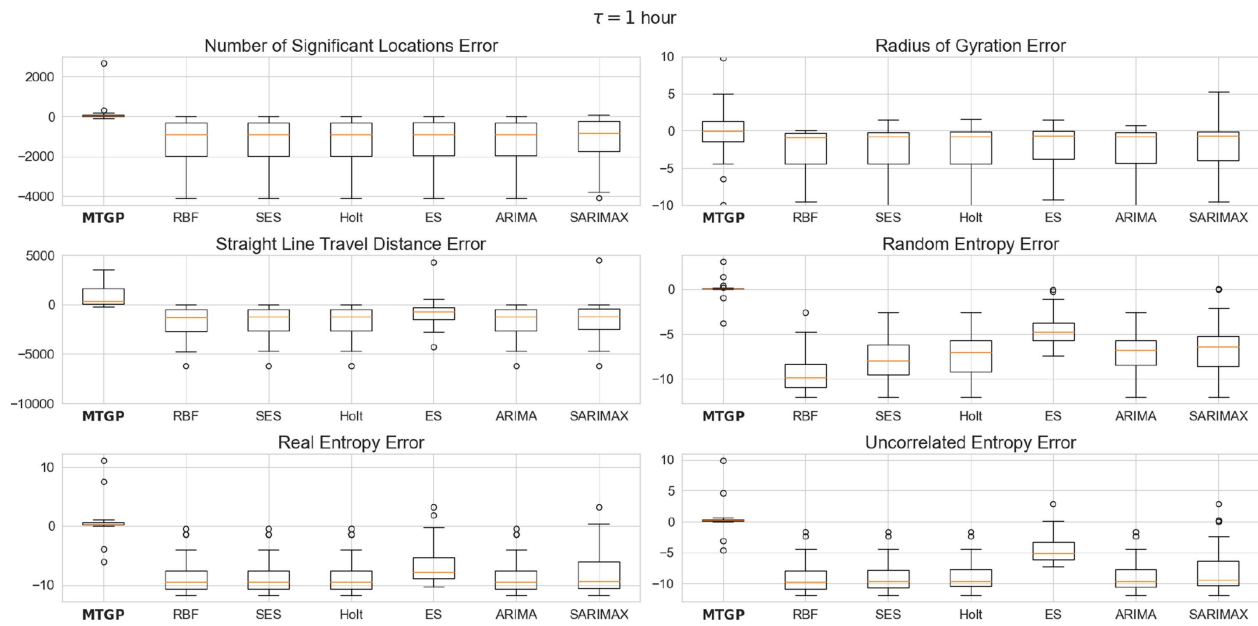 τ = 1 hour
Number of Significant Locations Error
2000
0
−2000
−4000
MTGP RBF SES Holt ES ARIMA SARIMAX
Radius of Gyration Error
10
5
0
−5
−10
MTGP RBF SES Holt ES ARIMA SARIMAX
Straight Line Travel Distance Error
5000
0
−5000
−10000
MTGP RBF SES Holt ES ARIMA SARIMAX
Random Entropy Error
0
−5
−10
MTGP RBF SES Holt ES ARIMA SARIMAX
Real Entropy Error
10
0
−10
MTGP RBF SES Holt ES ARIMA SARIMAX
Uncorrelated Entropy Error
10
5
0
−5
−10
MTGP RBF SES Holt ES ARIMA SARIMAX